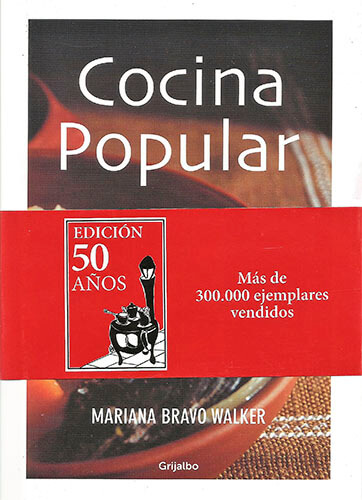 Cocina
Popular
EDICIÓN
50
AÑOS
Más de
300.000 ejemplares
vendidos
MARIANA BRAVO WALKER
Grijalbo